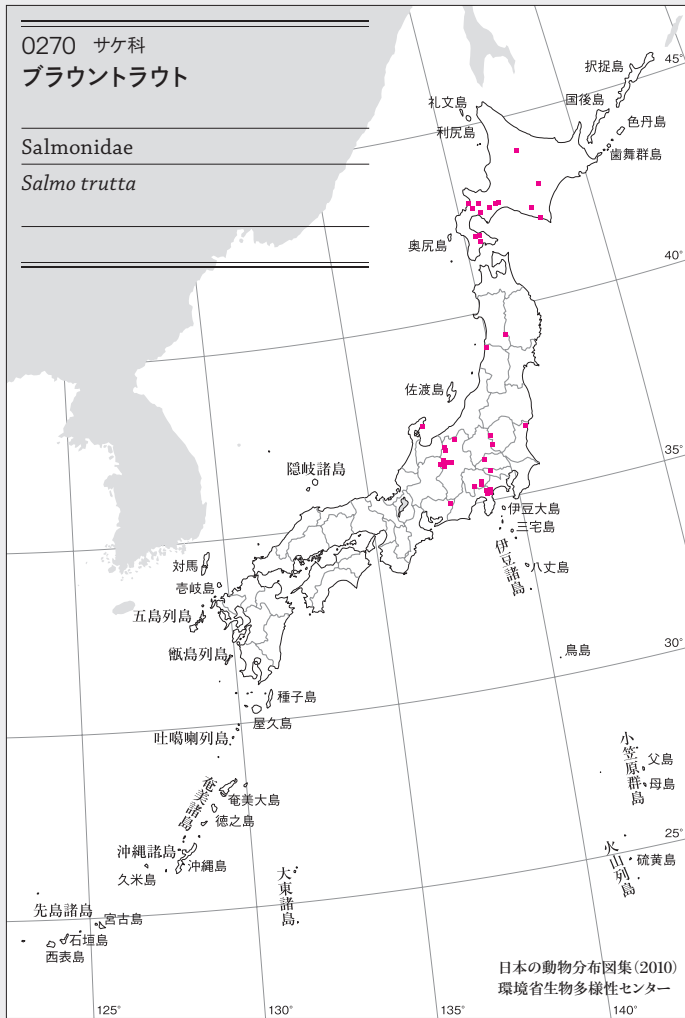 0270 サケ科
ブラウントラウト
Salmonidae
Salmo trutta
45°
択捉島
国後島
礼文島
色丹島
利尻島
歯舞群島
奥尻島
40°
佐渡島
35°
隠岐諸島
伊豆大島
三宅島
伊豆諸島
八丈島
対馬
壱岐島
五島列島
甑島列島
鳥島
30°
種子島
屋久島
吐噶喇列島
小笠原群島
父島
母島
奄美諸島
奄美大島
徳之島
25°
沖縄諸島
沖縄島
久米島
火山列島
硫黄島
大東諸島
先島諸島
宮古島
石垣島
西表島
日本の動物分布図集(2010)
環境省生物多様性センター
125°
130°
135°
140°